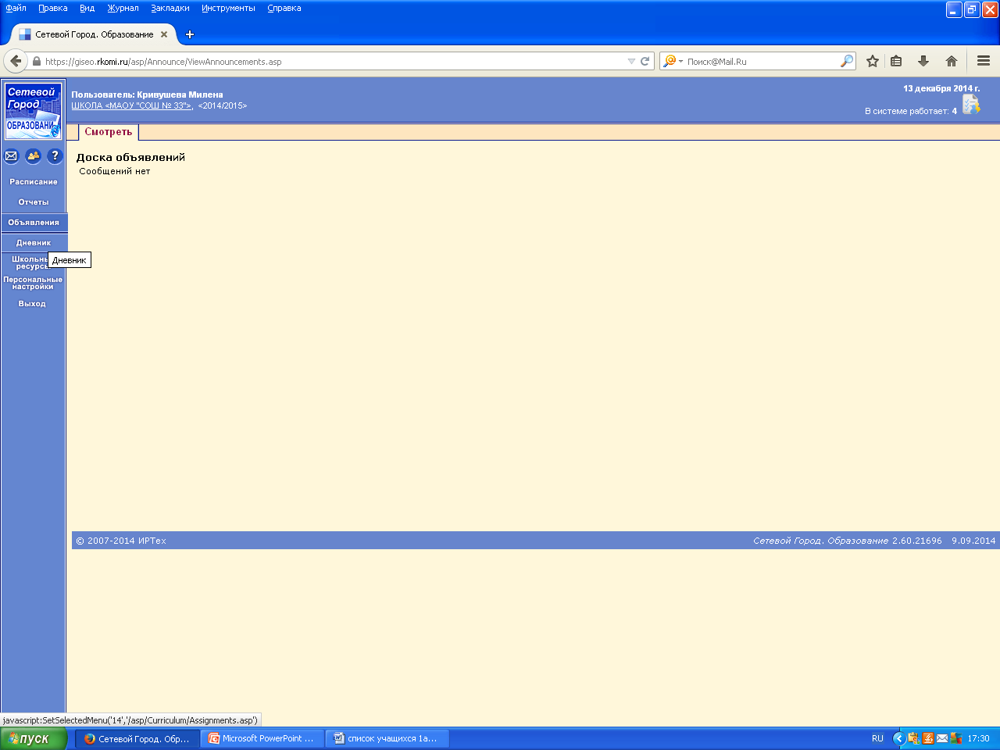 Файл Правка Вид Журнал Закладки Инструменты Справка
Сетевой Город. Образование
https://giseo.rkomi.ru/asp/Announce/ViewAnnouncements.asp
Поиск@Mail.Ru
Сетевой
Город
ОБРАЗОВАНИ
Пользователь: Кривушева Милена
ШКОЛА <МАОУ "СОШ № 33">, <2014/2015>
13 декабря 2014 г.
В системе работает: 4
Смотреть
Доска объявлений
Сообщений нет
Расписание
Отчеты
Объявления
Дневник
Школьны
ресурсы
Дневник
Персональные
настройки
Выход
© 2007-2014 ИРТех
Сетевой Город. Образование 2.60.21696 9.09.2014
javascript:SetSelectedMenu('14','/asp/Curriculum/Assignments.asp')
пуск
Сетевой Город. Обр...
Microsoft PowerPoint ...
список учащихся 1а...
RU
17:30